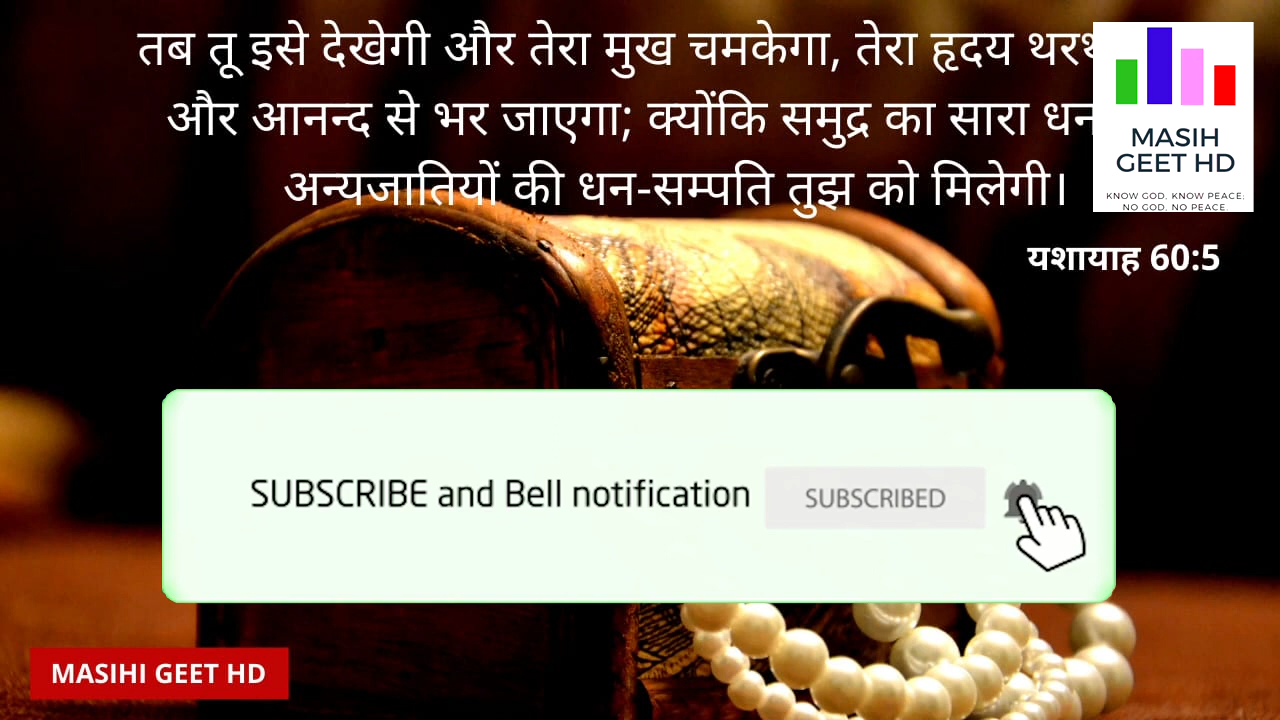 तब तू इसे देखेगी और तेरा मुख चमकेगा, तेरा हृदय
और आनन्द से भर जाएगा; क्योंकि समुद्र का सारा धन
अन्यजातियों की धन-सम्पति तुझ को मिलेगी।
यशायाह 60:5
MASIH
GEET HD
KNOW GOD, KNOW PEACE;
NO GOD, NO PEACE.
SUBSCRIBE and Bell notification SUBSCRIBED
MASIHI GEET HD